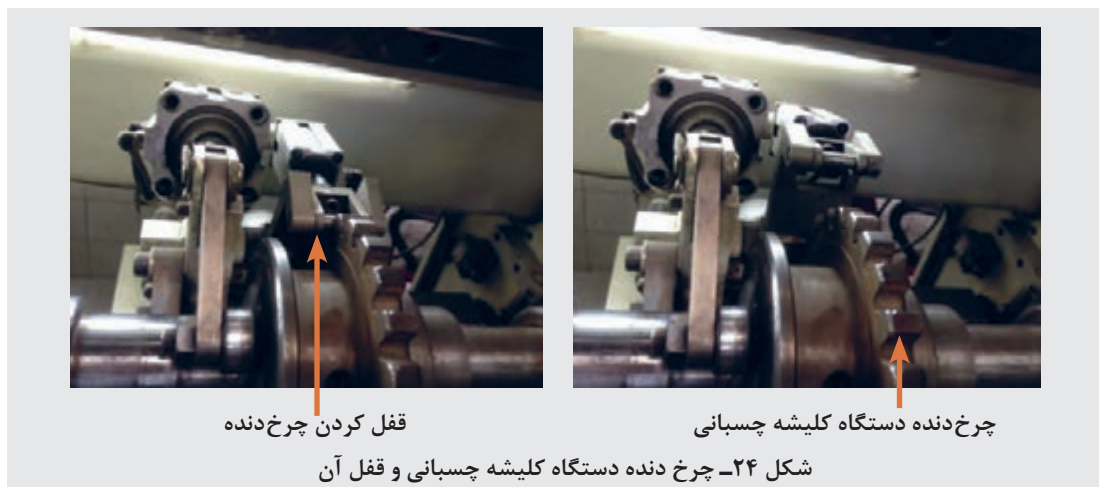 چرخ‌دنده دستگاه کلیشه چسبانی
قفل کردن چرخ‌دنده
شکل ۲۴ـ چرخ دنده دستگاه کلیشه چسبانی و قفل آن